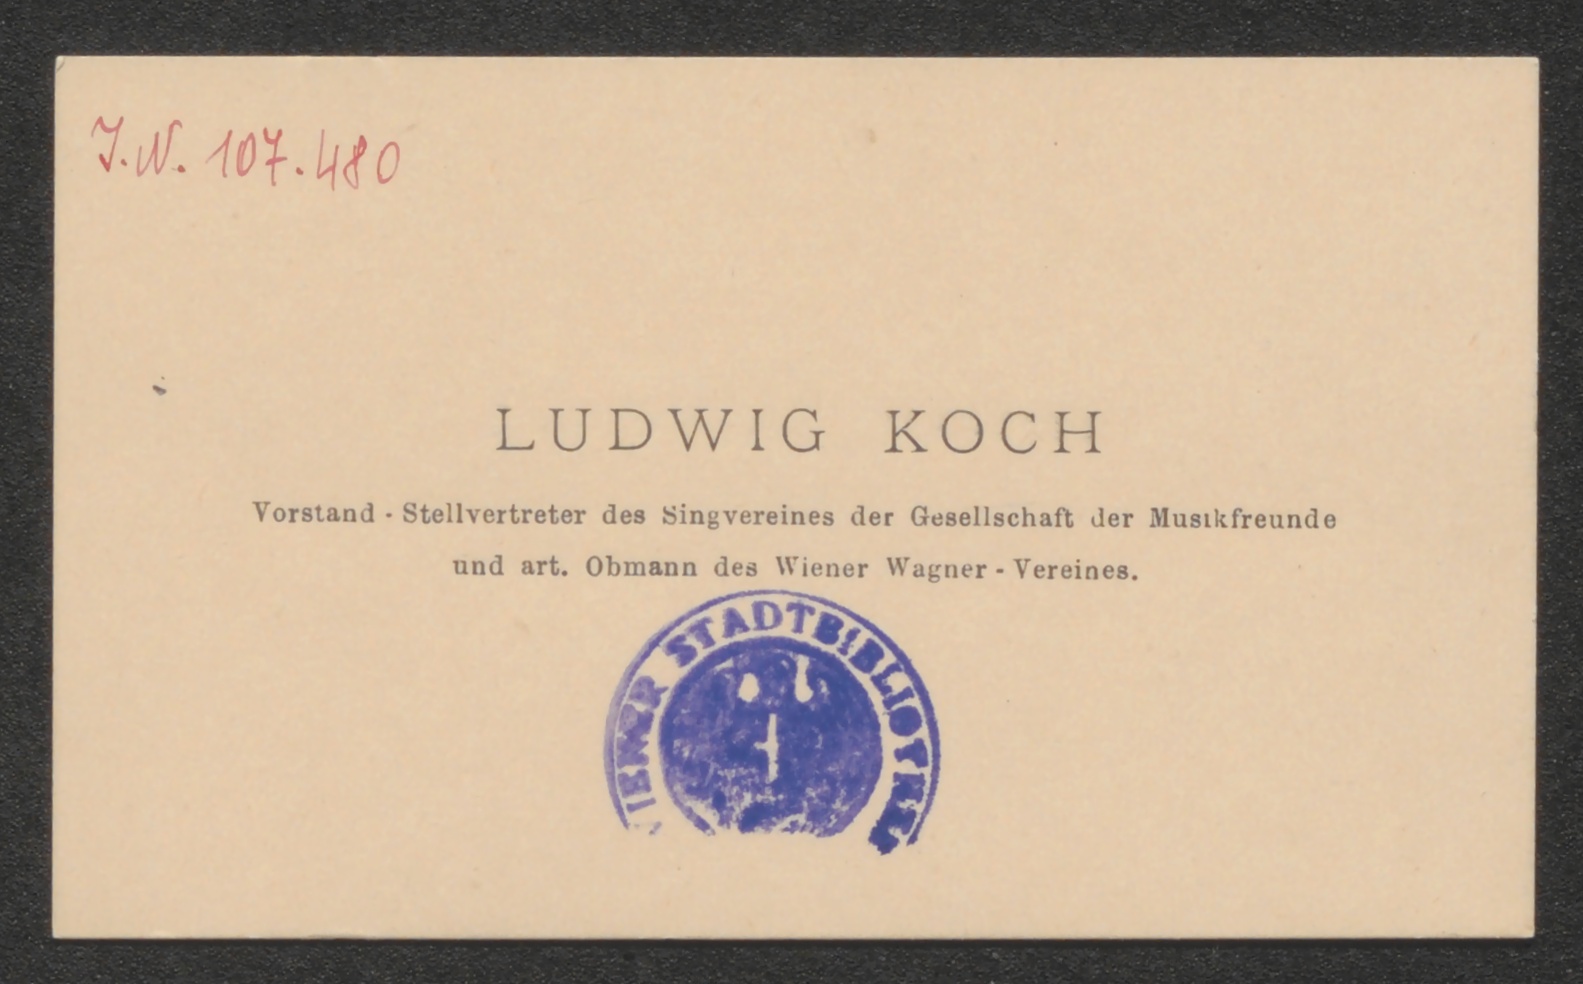 J.N. 107.480
LUDWIG KOCH
Vorstand - Stellvertreter des Singvereines der Gesellschaft der Musikfreunde
und art. Obmann des Wiener Wagner - Vereines.
WIENER STADTBIBLIOTHEK